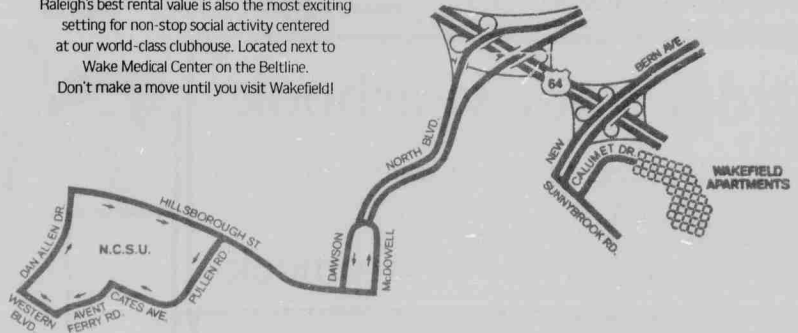 Raleigh's best rental value is also the most exciting
setting for non-stop social activity centered
at our world-class clubhouse. Located next to
Wake Medical Center on the Beltline.
Don't make a move until you visit Wakefield!
64
NEW BERN AVE.
NORTH BLVD.
CALUMET DR.
WAKEFIELD
APARTMENTS
SUNNYBROOK RD.
HILLSBOROUGH ST.
DAN ALLEN DR.
N.C.S.U.
PULLEN RD.
DAWSON
McDOWELL
WESTERN
BLVD.
AVENT
FERRY RD.
CATES AVE.